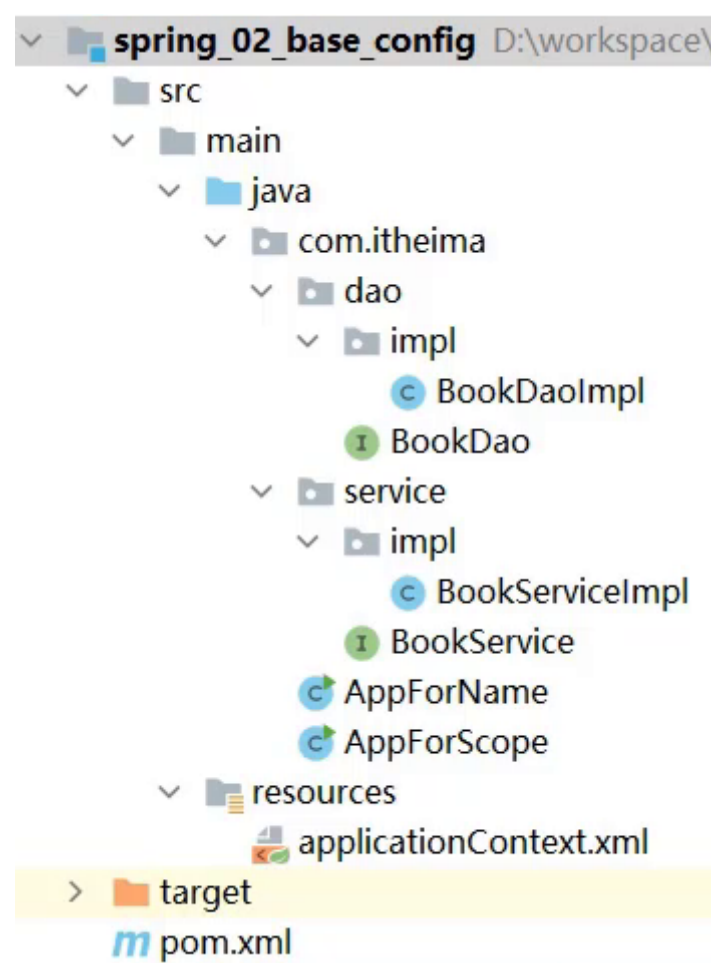 spring_02_base_config D:\workspace\
src
main
java
com.itheima
dao
impl
BookDaoImpl
BookDao
service
impl
BookServiceImpl
BookService
AppForName
AppForScope
resources
applicationContext.xml
target
pom.xml